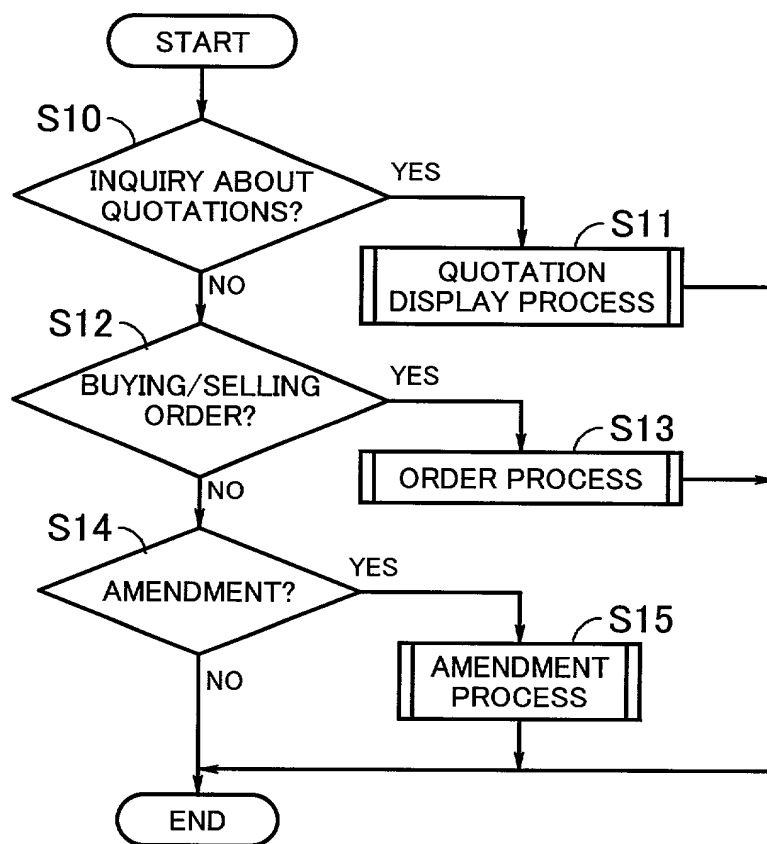 START
S10
INQUIRY ABOUT
QUOTATIONS?
YES
S11
QUOTATION
DISPLAY PROCESS
NO
S12
BUYING/SELLING
ORDER?
YES
S13
ORDER PROCESS
NO
S14
AMENDMENT?
YES
S15
AMENDMENT
PROCESS
NO
END